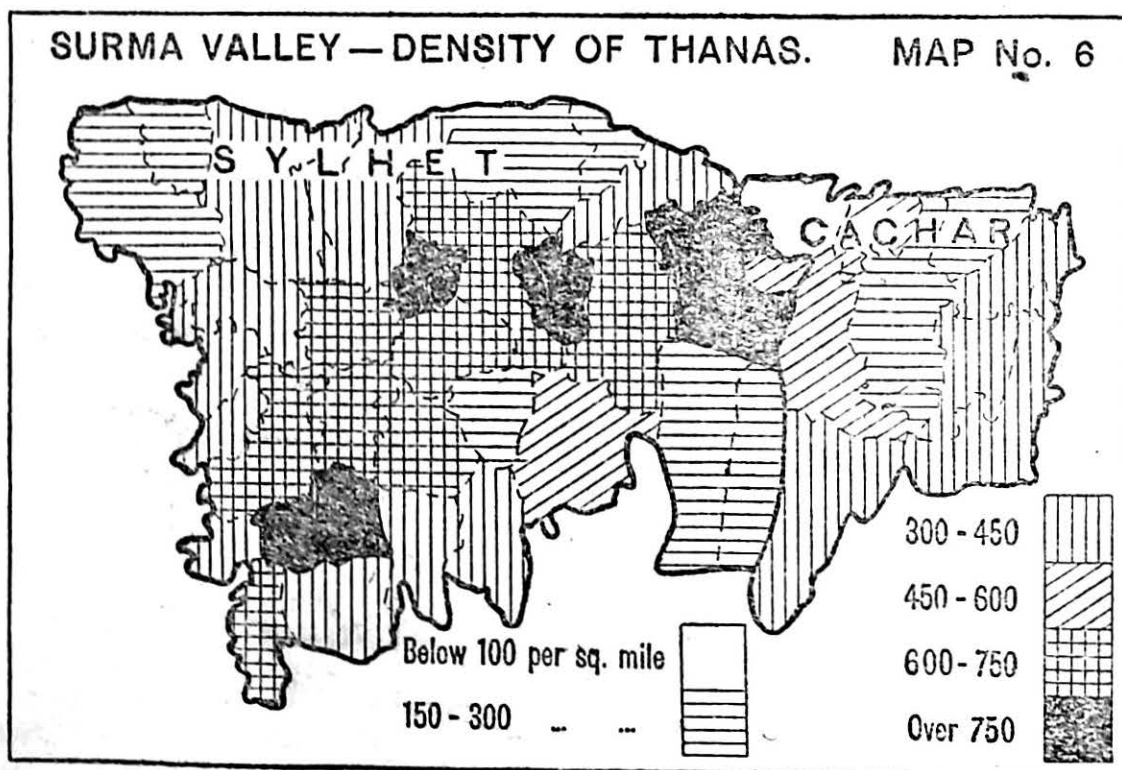 SURMA VALLEY—DENSITY OF THANAS. MAP No. 6
SYLHET
CACHAR
300 - 450
450 - 600
600 - 750
Over 750
Below 100 per sq. mile
150 - 300 „ „